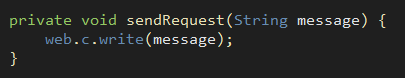 private void sendRequest(String message) {
    web.c.write(message);
}